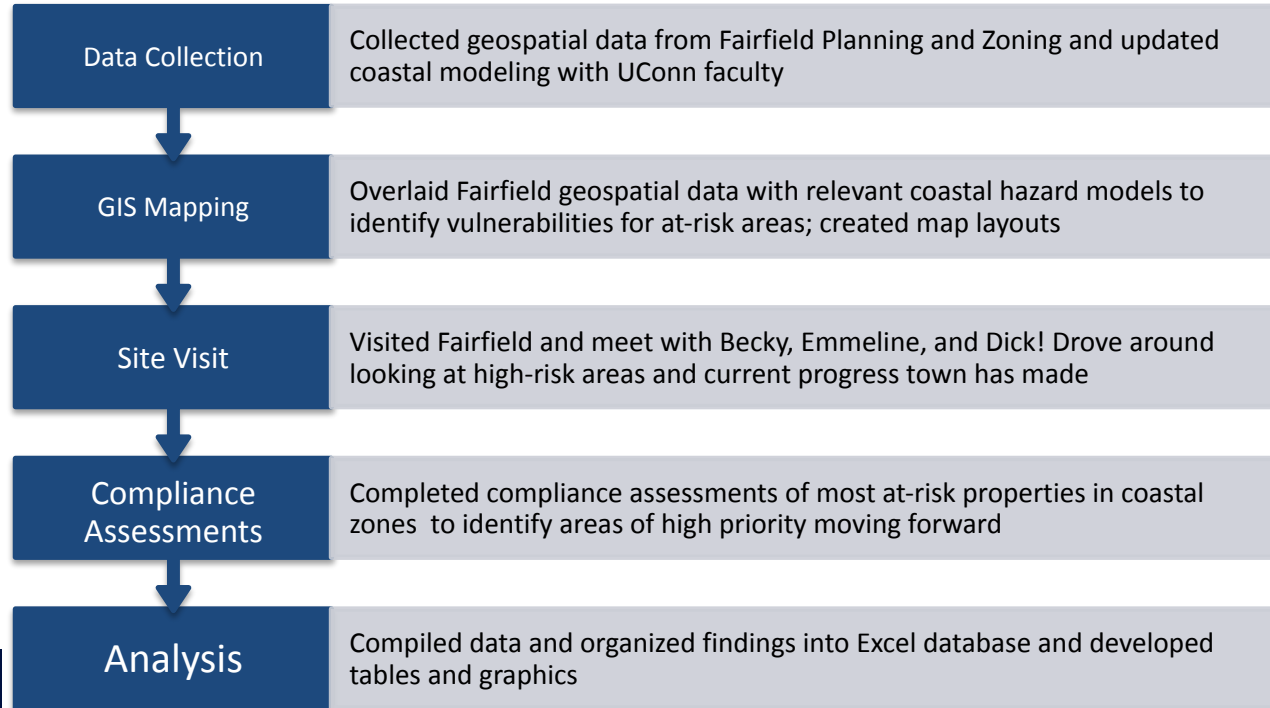 Data Collection
Collected geospatial data from Fairfield Planning and Zoning and updated
coastal modeling with UConn faculty
GIS Mapping
Overlaid Fairfield geospatial data with relevant coastal hazard models to
identify vulnerabilities for at-risk areas; created map layouts
Site Visit
Visited Fairfield and meet with Becky, Emmeline, and Dick! Drove around
looking at high-risk areas and current progress town has made
Compliance
Assessments
Completed compliance assessments of most at-risk properties in coastal
zones  to identify areas of high priority moving forward
Analysis
Compiled data and organized findings into Excel database and developed
tables and graphics